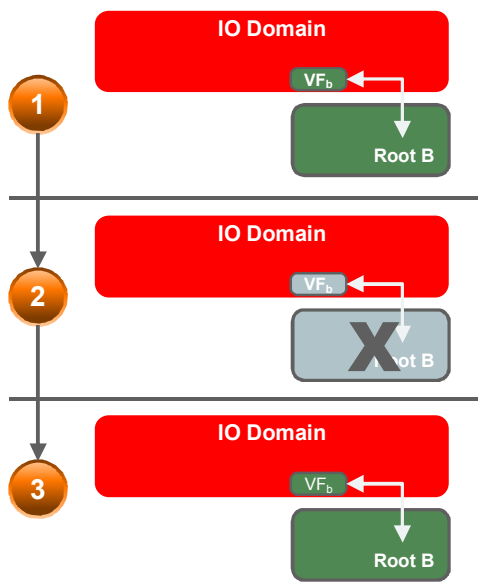 IO Domain
VFb
1
Root B
IO Domain
VFb
2
X
Root B
IO Domain
VFb
3
Root B